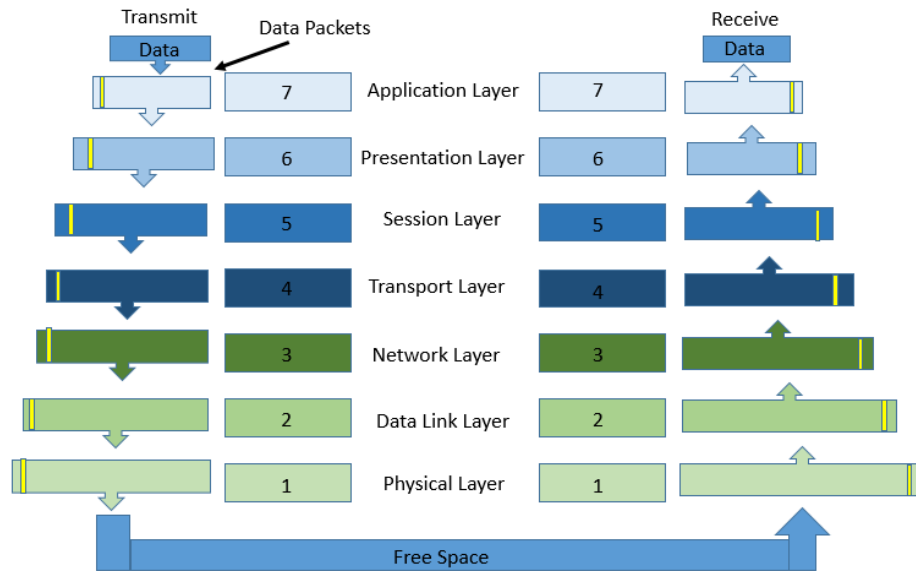 Transmit
Receive
Data Packets
Data
Data
7
Application Layer
7
6
Presentation Layer
6
5
Session Layer
5
4
Transport Layer
4
3
Network Layer
3
2
Data Link Layer
2
1
Physical Layer
1
Free Space